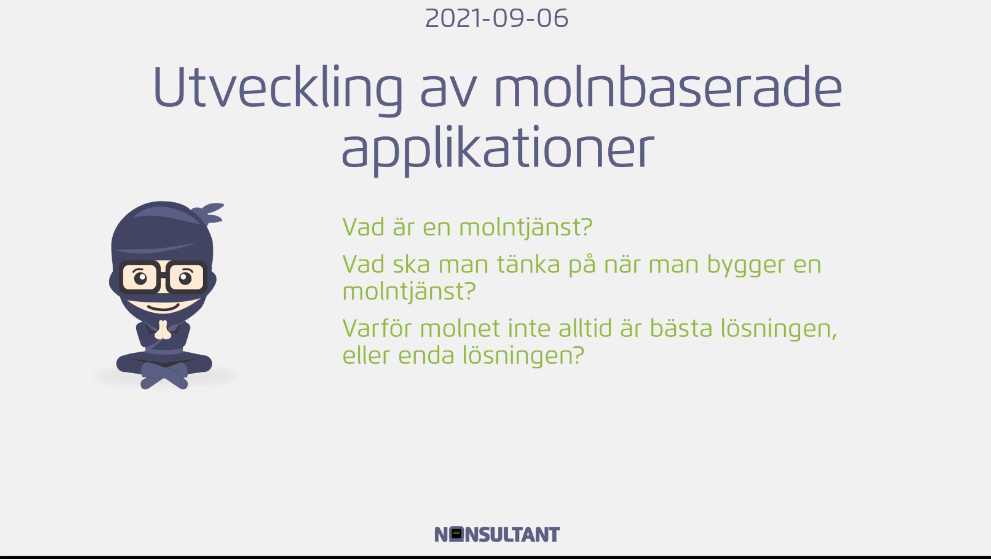 2021-09-06
Utveckling av molnbaserade
applikationer
Vad är en molntjänst?
Vad ska man tänka på när man bygger en
molntjänst?
Varför molnet inte alltid är bästa lösningen,
eller enda lösningen?
NONSULTANT